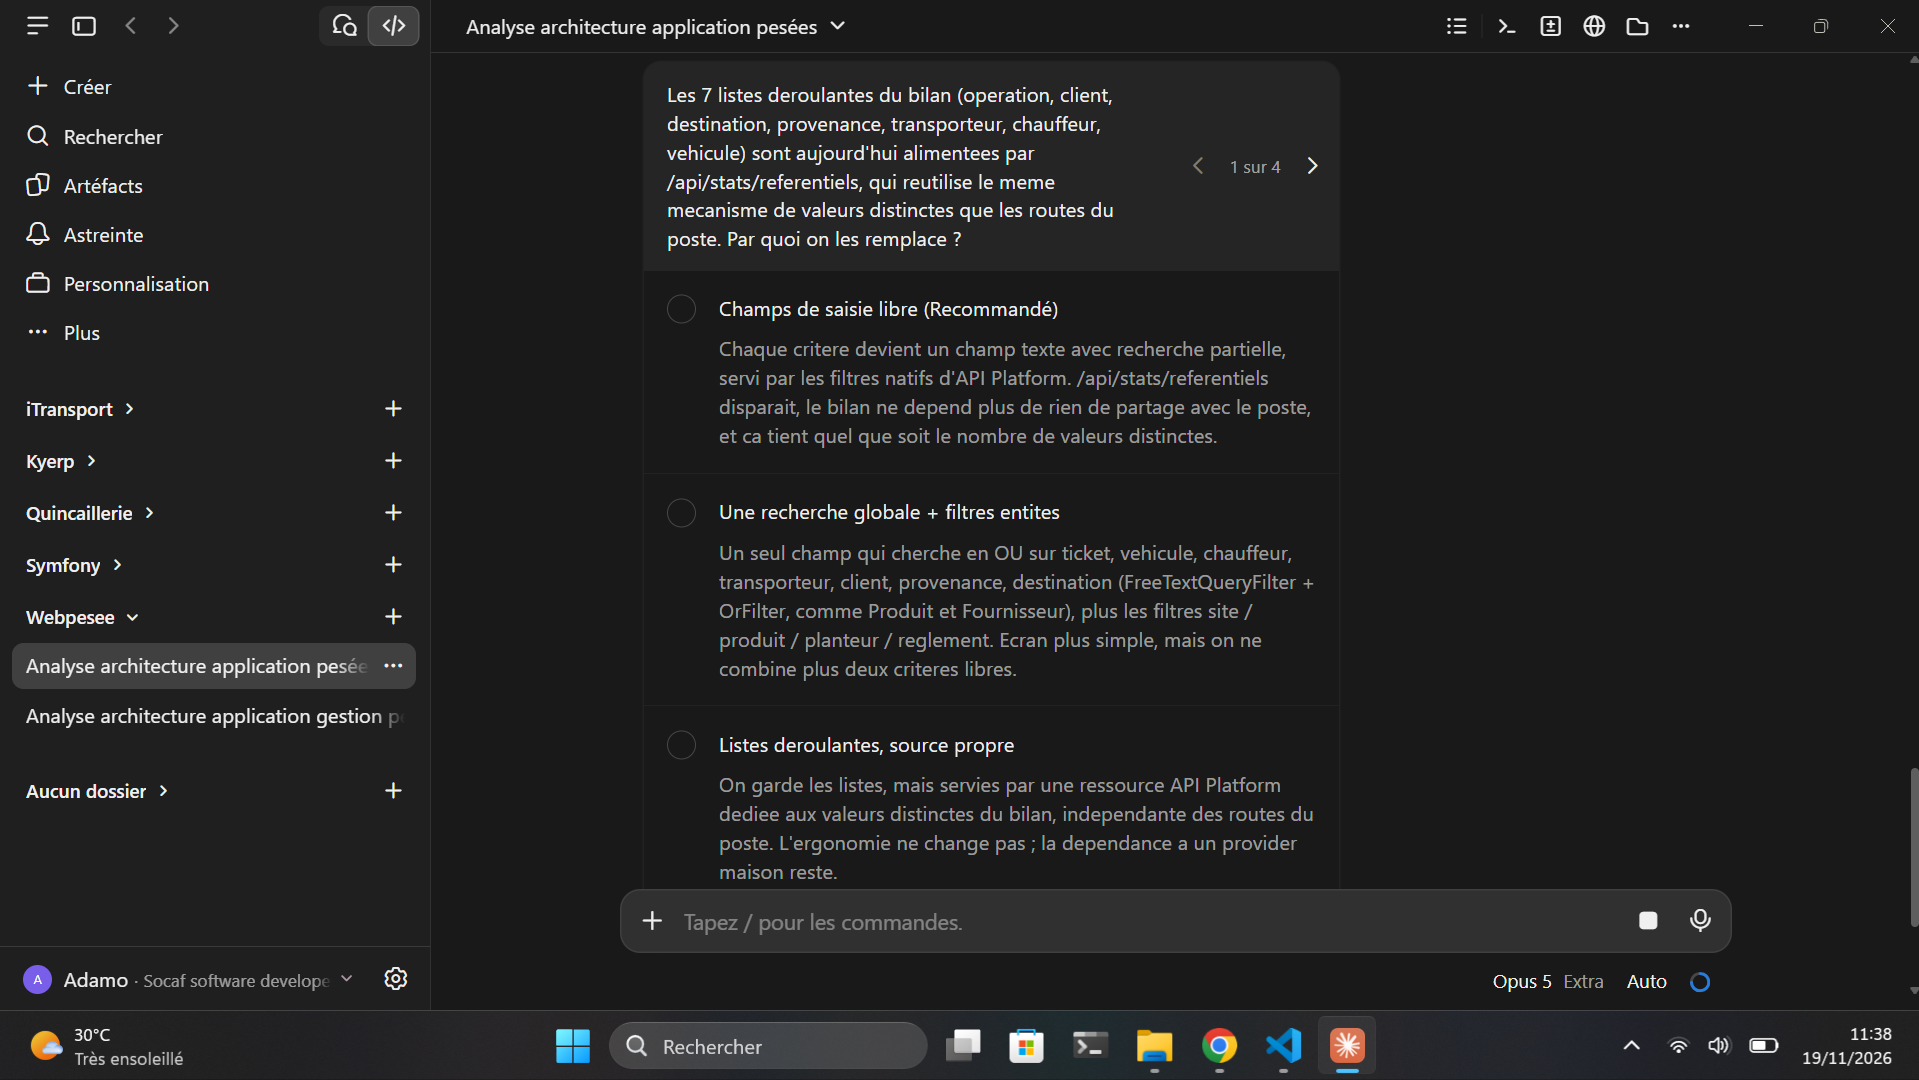 Analyse architecture application pesées
Créer
Rechercher
Artéfacts
Astreinte
Personnalisation
Plus
iTransport
Kyerp
Quincaillerie
Symfony
Webpesee
Analyse architecture application pesée
Analyse architecture application gestion p
Aucun dossier
A
Adamo · Socaf software develope
Les 7 listes deroulantes du bilan (operation, client,
destination, provenance, transporteur, chauffeur,
vehicule) sont aujourd'hui alimentees par
/api/stats/referentiels, qui reutilise le meme
mecanisme de valeurs distinctes que les routes du
poste. Par quoi on les remplace ?
1 sur 4
Champs de saisie libre (Recommandé)
Chaque critere devient un champ texte avec recherche partielle,
servi par les filtres natifs d'API Platform. /api/stats/referentiels
disparait, le bilan ne depend plus de rien de partage avec le poste,
et ca tient quel que soit le nombre de valeurs distinctes.
Une recherche globale + filtres entites
Un seul champ qui cherche en OU sur ticket, vehicule, chauffeur,
transporteur, client, provenance, destination (FreeTextQueryFilter +
OrFilter, comme Produit et Fournisseur), plus les filtres site /
produit / planteur / reglement. Ecran plus simple, mais on ne
combine plus deux criteres libres.
Listes deroulantes, source propre
On garde les listes, mais servies par une ressource API Platform
dediee aux valeurs distinctes du bilan, independante des routes du
poste. L'ergonomie ne change pas ; la dependance a un provider
maison reste.
Tapez / pour les commandes.
Opus 5 Extra Auto
30°C
Très ensoleillé
Rechercher
11:38
19/11/2026